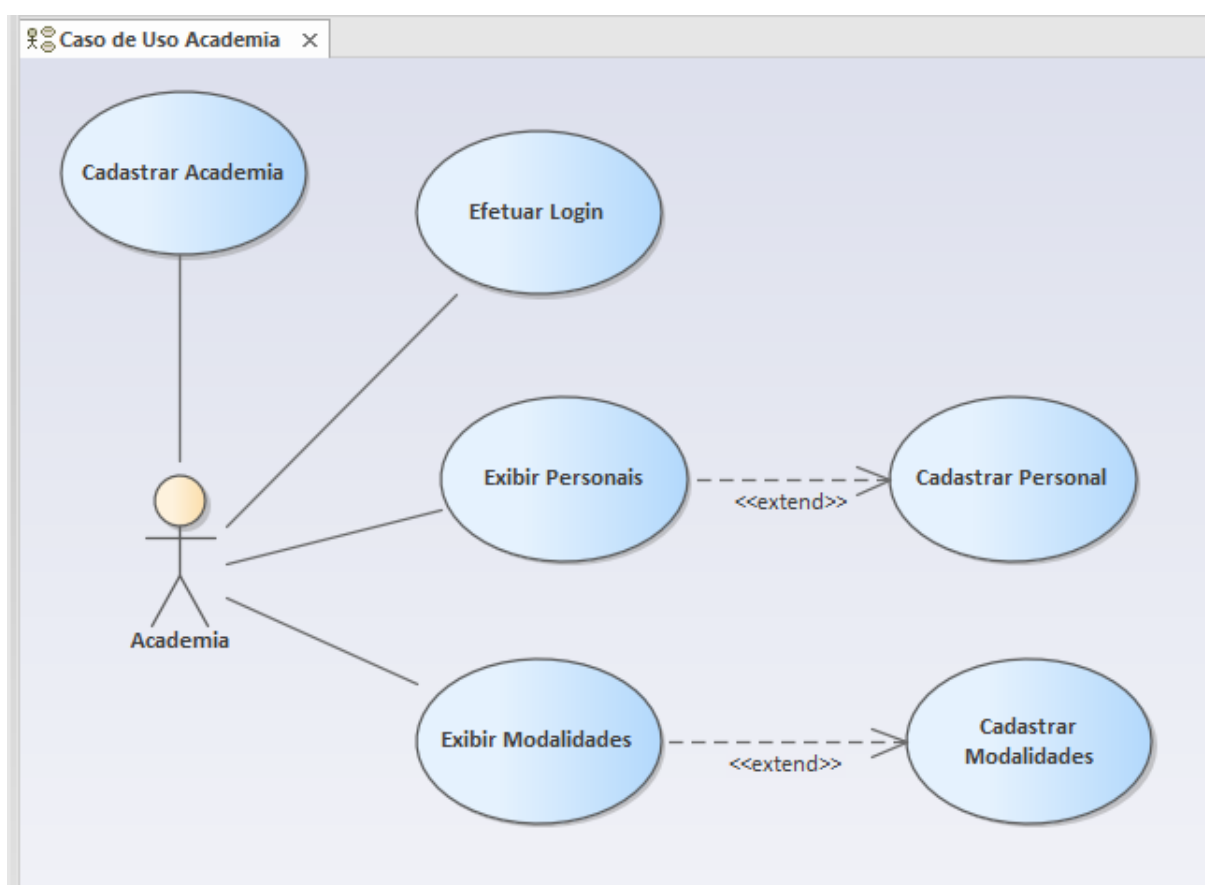 Caso de Uso Academia
Cadastrar Academia
Efetuar Login
Exibir Personais
<<extend>>
Cadastrar Personal
Academia
Exibir Modalidades
<<extend>>
Cadastrar
Modalidades